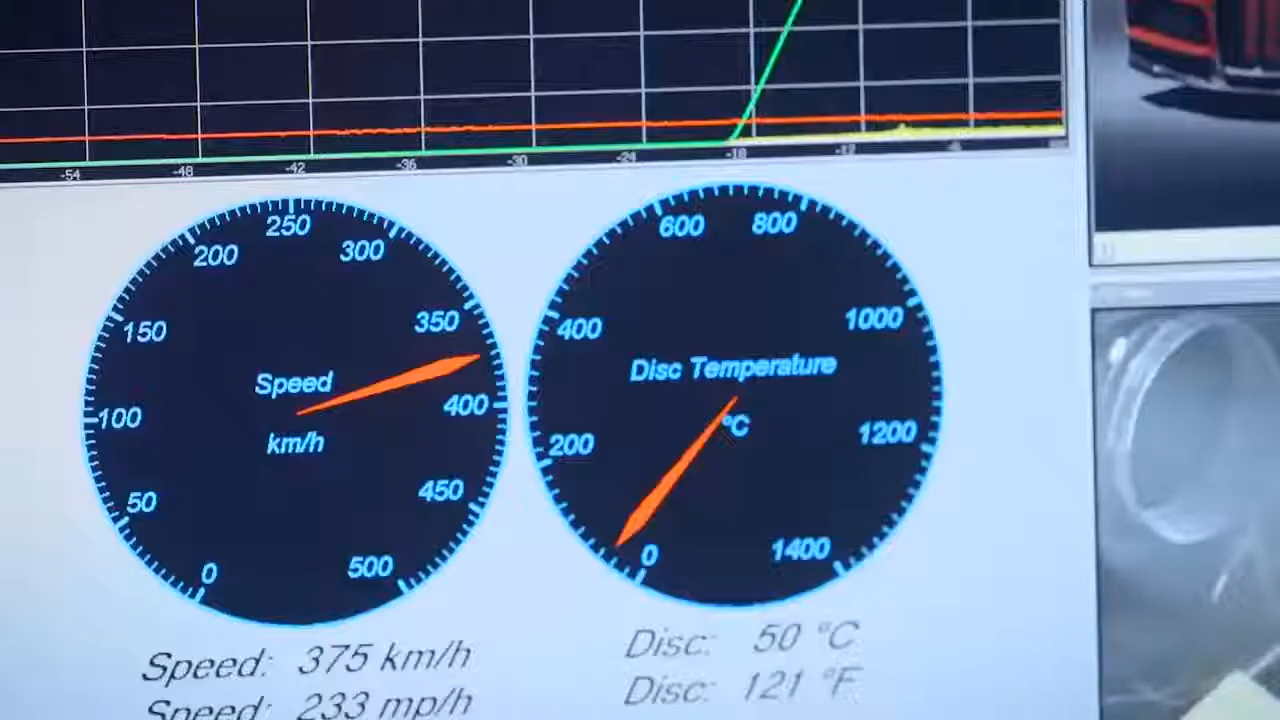 -54 -48 -42 -36 -30 -24 -18 -12
250
200 300
150 350
Speed
100 400
km/h
50 450
0 500
600 800
400 1000
Disc Temperature
°C
200 1200
0 1400
Speed: 375 km/h
Speed: 233 mp/h
Disc: 50 °C
Disc: 121 °F